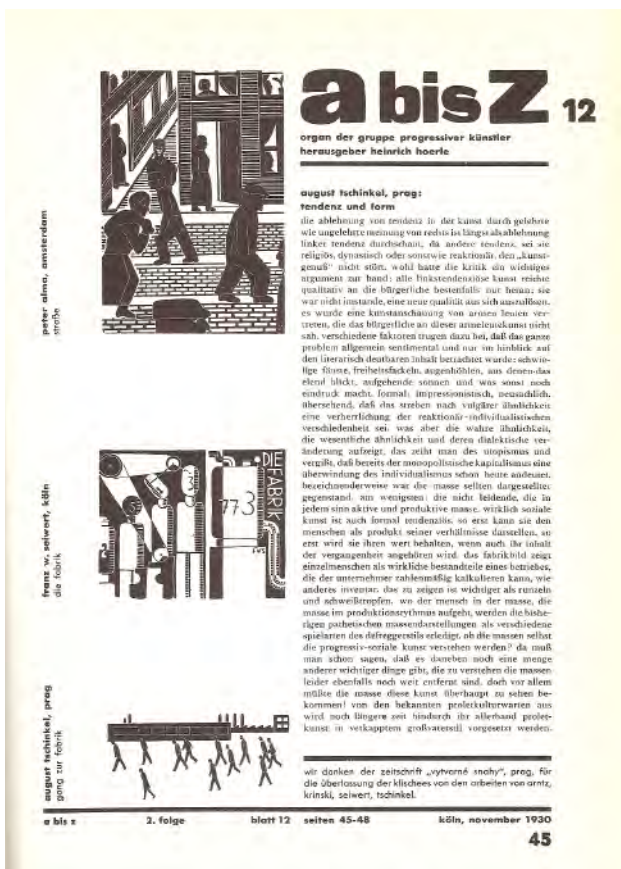 a bis z 12
organ der gruppe progressiver künstler
herausgeber heinrich hoerle
august tschinkel, prag:
tendenz und form
die ablehnung von tendenz in der kunst durch gelehrte
wie ungelehrte meinung von rechts ist längst als ablehnung
linker tendenz durchschaut, da andere tendenz, sei sie
religiös, dynastisch oder sonstwie reaktionär, den „kunst-
genuß" nicht stört. wohl hatte die kritik ein wichtiges
argument zur hand: alle linkstendenziöse kunst reichte
qualitativ an die bürgerliche bestenfalls nur heran; sie
war nicht imstande, eine neue qualität aus sich auszulösen.
es wurde eine kunstanschauung von armen leuten ver-
treten, die das bürgerliche an dieser armeleutekunst nicht
sah. verschiedene faktoren trugen dazu bei, daß das ganze
problem allgemein sentimental und nur im hinblick auf
den literarisch deutbaren inhalt betrachtet wurde: schwie-
lige fäuste, freiheitsfackeln, augenhöhlen, aus denen das
elend blickt, aufgehende sonnen und was sonst noch
eindruck macht. formal: impressionistisch, neusachlich.
übersehend, daß das streben nach vulgärer ähnlichkeit
eine verherrlichung der reaktionär-individualistischen
verschiedenheit sei. was aber die wahre ähnlichkeit,
die wesentliche ähnlichkeit und deren dialektische ver-
änderung aufzeigt, das zeiht man des utopismus und
vergißt, daß bereits der monopolistische kapitalismus eine
überwindung des individualismus schon heute andeutet.
bezeichnenderweise war die masse selten dargestellter
gegenstand. am wenigsten: die nicht leidende, die in
jedem sinn aktive und produktive masse. wirklich soziale
kunst ist auch formal tendenziös. so erst kann sie den
menschen als produkt seiner verhältnisse darstellen, so
erst wird sie ihren wert behalten, wenn auch ihr inhalt
der vergangenheit angehören wird. das fabrikbild zeigt
einzelmenschen als wirkliche bestandteile eines betriebes,
die der unternehmer zahlenmäßig kalkulieren kann, wie
anderes inventar. das zu zeigen ist wichtiger als runzeln
und schweißtropfen. wo der mensch in der masse, die
masse im produktionsrythmus aufgeht, werden die bishe-
rigen pathetischen massendarstellungen als verschiedene
spielarten des defreggerstils erledigt. ob die massen selbst
die progressiv-soziale kunst verstehen werden? da muß
man schon sagen, daß es daneben noch eine menge
anderer wichtiger dinge gibt, die zu verstehen die massen
leider ebenfalls noch weit entfernt sind. doch vor allem
müßte die masse diese kunst überhaupt zu sehen be-
kommen! von den bekannten proletkulturwarten aus
wird noch längere zeit hindurch ihr allerhand prolet-
kunst in verkapptem großvaterstil vorgesetzt werden.
wir danken der zeitschrift „vytvarné snahy", prag, für
die überlassung der klischees von den arbeiten von arntz,
krinski, seiwert, tschinkel.
peter alma, amsterdam
straße
franz w. seiwert, köln
die fabrik
DIE FABRIK
3
773
FWS
august tschinkel, prag
gang zur fabrik
a bis z 2. folge blatt 12 seiten 45-48 köln, november 1930
45